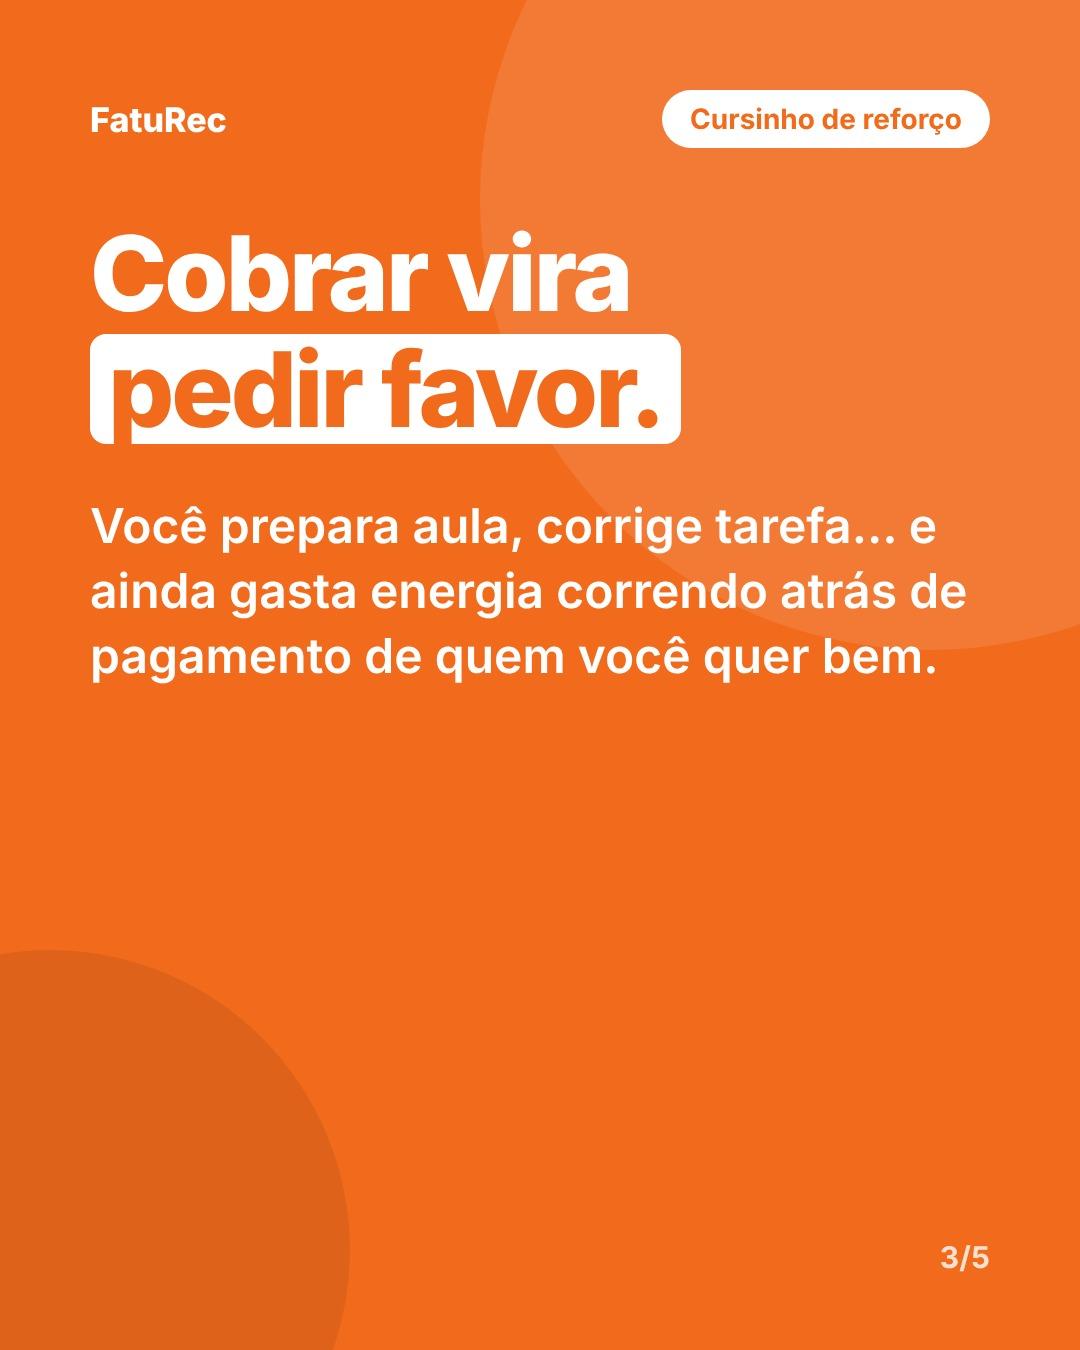 FatuRec
Cursinho de reforço
Cobrar vira
pedir favor.
Você prepara aula, corrige tarefa... e
ainda gasta energia correndo atrás de
pagamento de quem você quer bem.
3/5